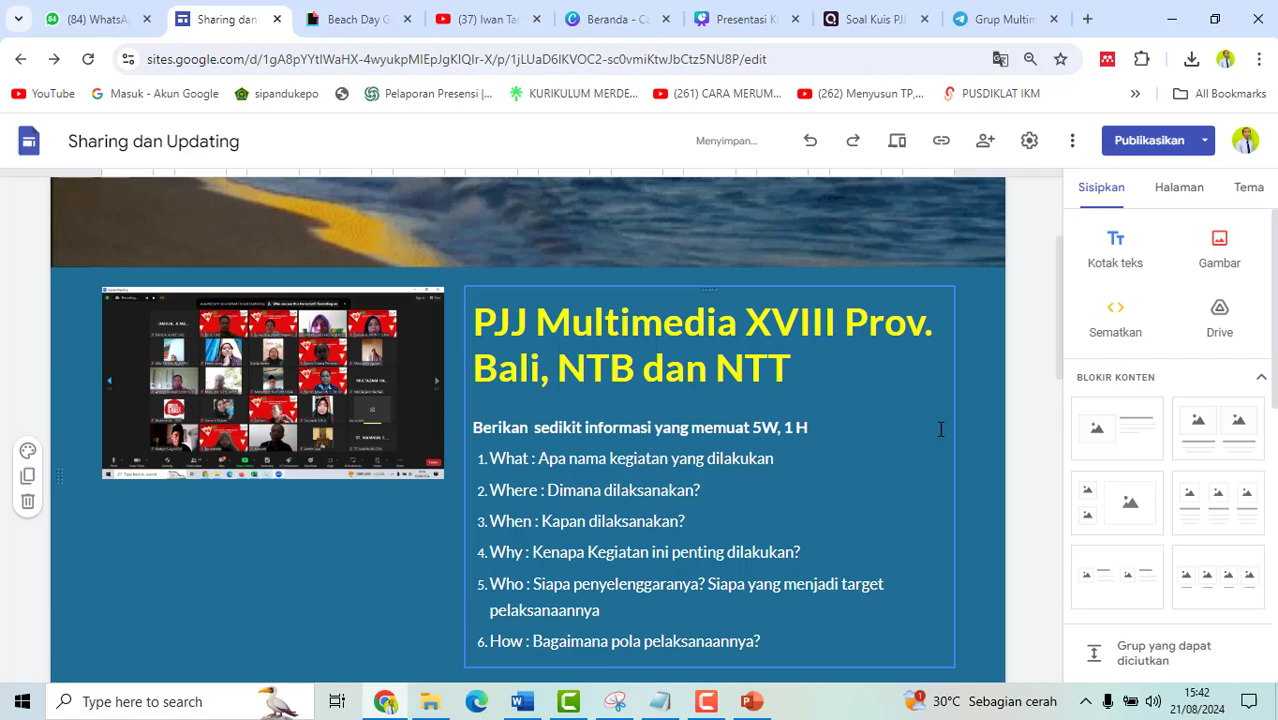 (84) WhatsA
Sharing dan
Beach Day G
(37) Iwan Tar
Beranda - Ca
Presentasi K
Soal Kuis PJJ
Grup Multim
sites.google.com/d/1gA8pYYtIWaHX-4wyukpMIEpJgKIQIr-X/p/1jLUaD6IKVOC2-sc0vmiKtwJbCtz5NU8P/edit
YouTube
Masuk - Akun Google
sipandukepo
Pelaporan Presensi |...
KURIKULUM MERDE...
(261) CARA MERUM...
(262) Menyusun TP,...
PUSDIKLAT IKM
All Bookmarks
Sharing dan Updating
Menyimpan...
Publikasikan
Sisipkan
Halaman
Tema
Kotak teks
Gambar
Sematkan
Drive
BLOKIR KONTEN
Grup yang dapat
diciutkan
PJJ Multimedia XVIII Prov.
Bali, NTB dan NTT
Berikan sedikit informasi yang memuat 5W, 1 H
1. What : Apa nama kegiatan yang dilakukan
2. Where : Dimana dilaksanakan?
3. When : Kapan dilaksanakan?
4. Why : Kenapa Kegiatan ini penting dilakukan?
5. Who : Siapa penyelenggaranya? Siapa yang menjadi target
pelaksanaannya
6. How : Bagaimana pola pelaksanaannya?
Type here to search
30°C Sebagian cerah
15:42
21/08/2024